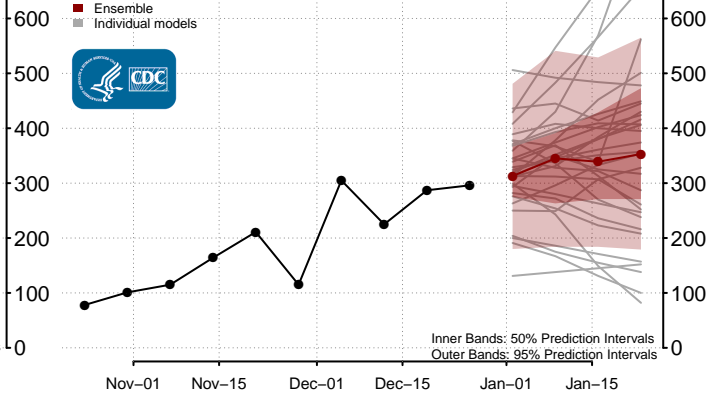 Ensemble
Individual models
CDC
600
500
400
300
200
100
0
600
500
400
300
200
100
0
Inner Bands: 50% Prediction Intervals
Outer Bands: 95% Prediction Intervals
Nov−01 Nov−15 Dec−01 Dec−15 Jan−01 Jan−15